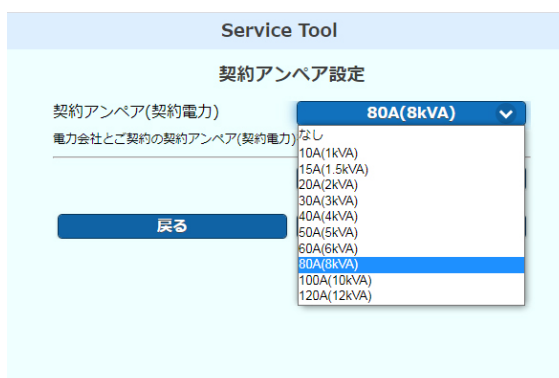 Service Tool
契約アンペア設定
契約アンペア(契約電力)
80A(8kVA)
電力会社とご契約の契約アンペア(契約電力)
なし
10A(1kVA)
15A(1.5kVA)
20A(2kVA)
30A(3kVA)
40A(4kVA)
50A(5kVA)
60A(6kVA)
80A(8kVA)
100A(10kVA)
120A(12kVA)
戻る